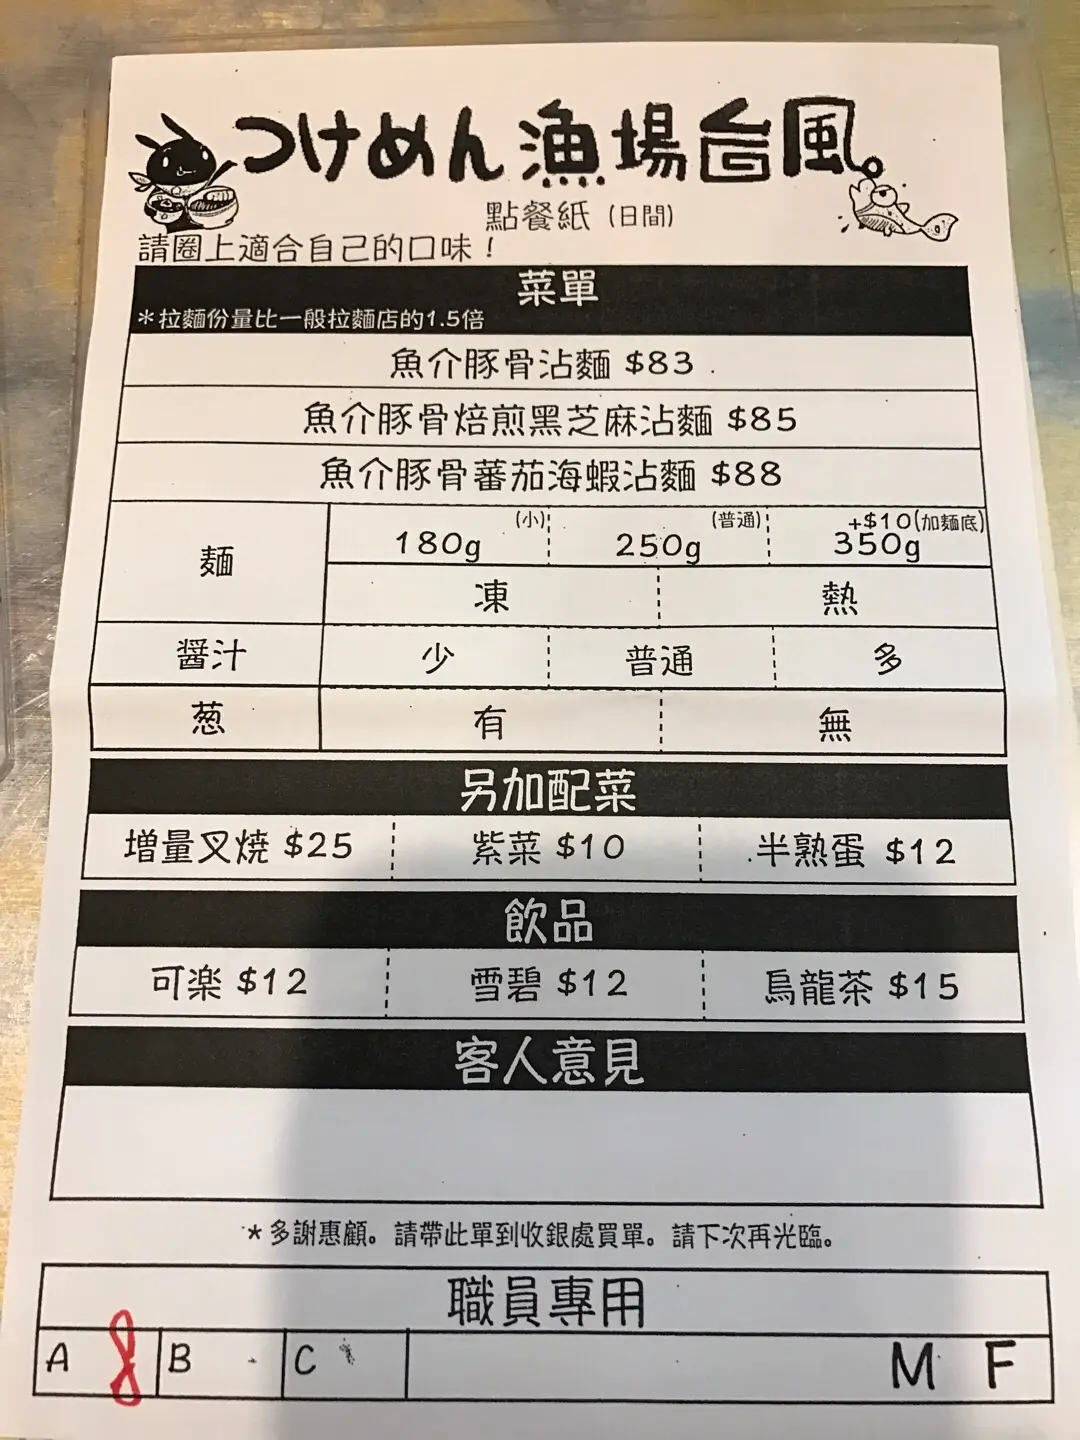 つけめん漁場台風。
點餐紙 (日間)
請圈上適合自己的口味！
菜單
＊拉麵份量比一般拉麵店的1.5倍
魚介豚骨沾麵 $83
魚介豚骨焙煎黑芝麻沾麵 $85
魚介豚骨蕃茄海蝦沾麵 $88
麵 180g (小) 250g (普通) 350g +$10(加麵底)
凍 熱
醬汁 少 普通 多
葱 有 無
另加配菜
增量叉焼 $25 紫菜 $10 半熟蛋 $12
飲品
可楽 $12 雪碧 $12 烏龍茶 $15
客人意見
＊多謝惠顧。請帶此單到收銀處買單。請下次再光臨。
職員專用
A 8 B C M F